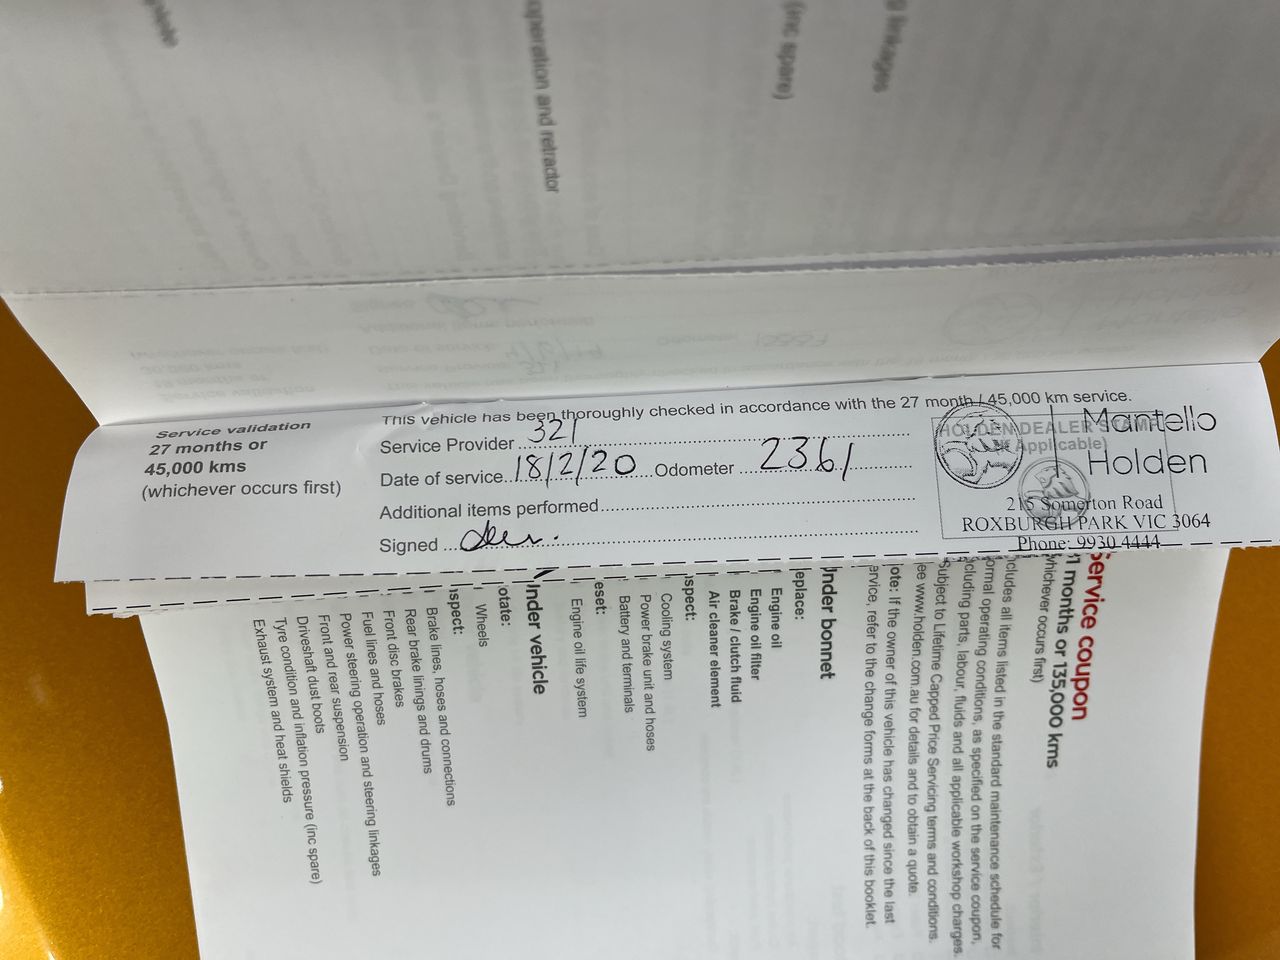 operation and retractor
(inc spare)
linkages
This vehicle has been thoroughly checked in accordance with the 27 month / 45,000 km service.
Service validation
27 months or
45,000 kms
(whichever occurs first)
Service Provider 321
Date of service 18/2/20 Odometer 2361
Additional items performed
Signed
HOLDEN DEALER STAMP
(If Applicable)
Mantello
Holden
215 Somerton Road
ROXBURGH PARK VIC 3064
Phone: 9930 4444
Service coupon
months or 135,000 kms
whichever occurs first)
all items listed in the standard maintenance schedule for
operating conditions, as specified on the service coupon,
parts, labour, fluids and all applicable workshop charges.
Subject to Lifetime Capped Price Servicing terms and conditions.
www.holden.com.au for details and to obtain a quote.
If the owner of this vehicle has changed since the last
refer to the change forms at the back of this booklet.
Under bonnet
eplace:
Engine oil
Engine oil filter
Brake / clutch fluid
Air cleaner element
spect:
Cooling system
Power brake unit and hoses
Battery and terminals
eset:
Engine oil life system
Under vehicle
otate:
Wheels
spect:
Brake lines, hoses and connections
Rear brake linings and drums
Front disc brakes
Fuel lines and hoses
Power steering operation and steering linkages
Front and rear suspension
Driveshaft dust boots
Tyre condition and inflation pressure (inc spare)
Exhaust system and heat shields